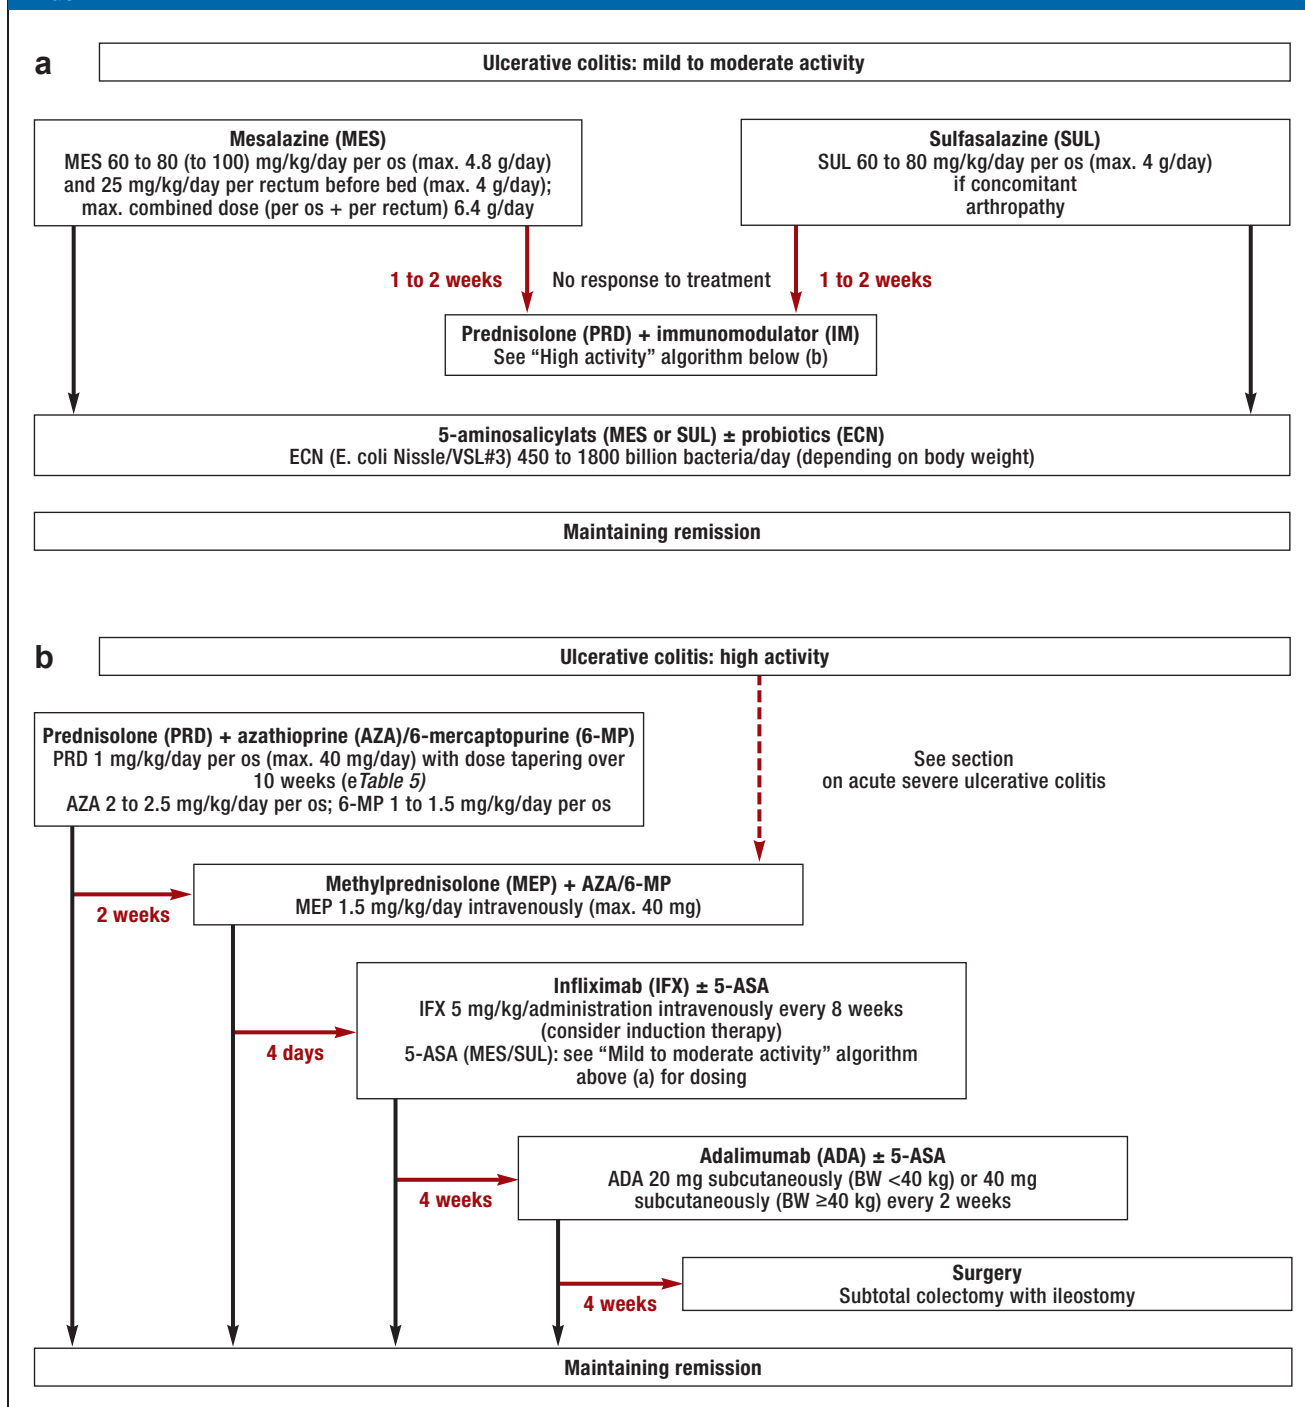 a
Ulcerative colitis: mild to moderate activity
Mesalazine (MES)
MES 60 to 80 (to 100) mg/kg/day per os (max. 4.8 g/day)
and 25 mg/kg/day per rectum before bed (max. 4 g/day);
max. combined dose (per os + per rectum) 6.4 g/day
Sulfasalazine (SUL)
SUL 60 to 80 mg/kg/day per os (max. 4 g/day)
if concomitant
arthropathy
1 to 2 weeks
No response to treatment
1 to 2 weeks
Prednisolone (PRD) + immunomodulator (IM)
See “High activity” algorithm below (b)
5-aminosalicylats (MES or SUL) ± probiotics (ECN)
ECN (E. coli Nissle/VSL#3) 450 to 1800 billion bacteria/day (depending on body weight)
Maintaining remission
b
Ulcerative colitis: high activity
Prednisolone (PRD) + azathioprine (AZA)/6-mercaptopurine (6-MP)
PRD 1 mg/kg/day per os (max. 40 mg/day) with dose tapering over
10 weeks (eTable 5)
AZA 2 to 2.5 mg/kg/day per os; 6-MP 1 to 1.5 mg/kg/day per os
See section
on acute severe ulcerative colitis
2 weeks
Methylprednisolone (MEP) + AZA/6-MP
MEP 1.5 mg/kg/day intravenously (max. 40 mg)
4 days
Infliximab (IFX) ± 5-ASA
IFX 5 mg/kg/administration intravenously every 8 weeks
(consider induction therapy)
5-ASA (MES/SUL): see “Mild to moderate activity” algorithm
above (a) for dosing
4 weeks
Adalimumab (ADA) ± 5-ASA
ADA 20 mg subcutaneously (BW <40 kg) or 40 mg
subcutaneously (BW ≥40 kg) every 2 weeks
4 weeks
Surgery
Subtotal colectomy with ileostomy
Maintaining remission